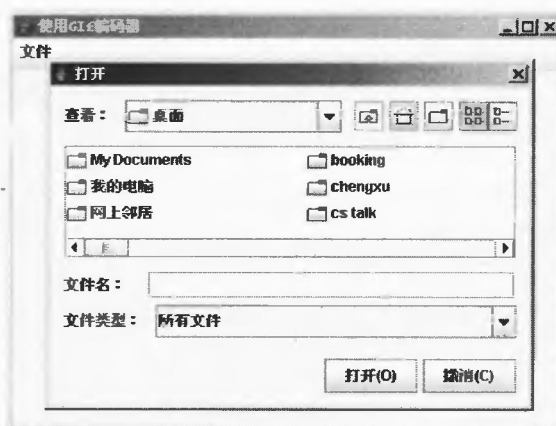 使用GIf编码器
文件
打开
查看：
桌面
My Documents
booking
我的电脑
chengxu
网上邻居
cs talk
文件名：
文件类型：
所有文件
打开(O)
撤消(C)